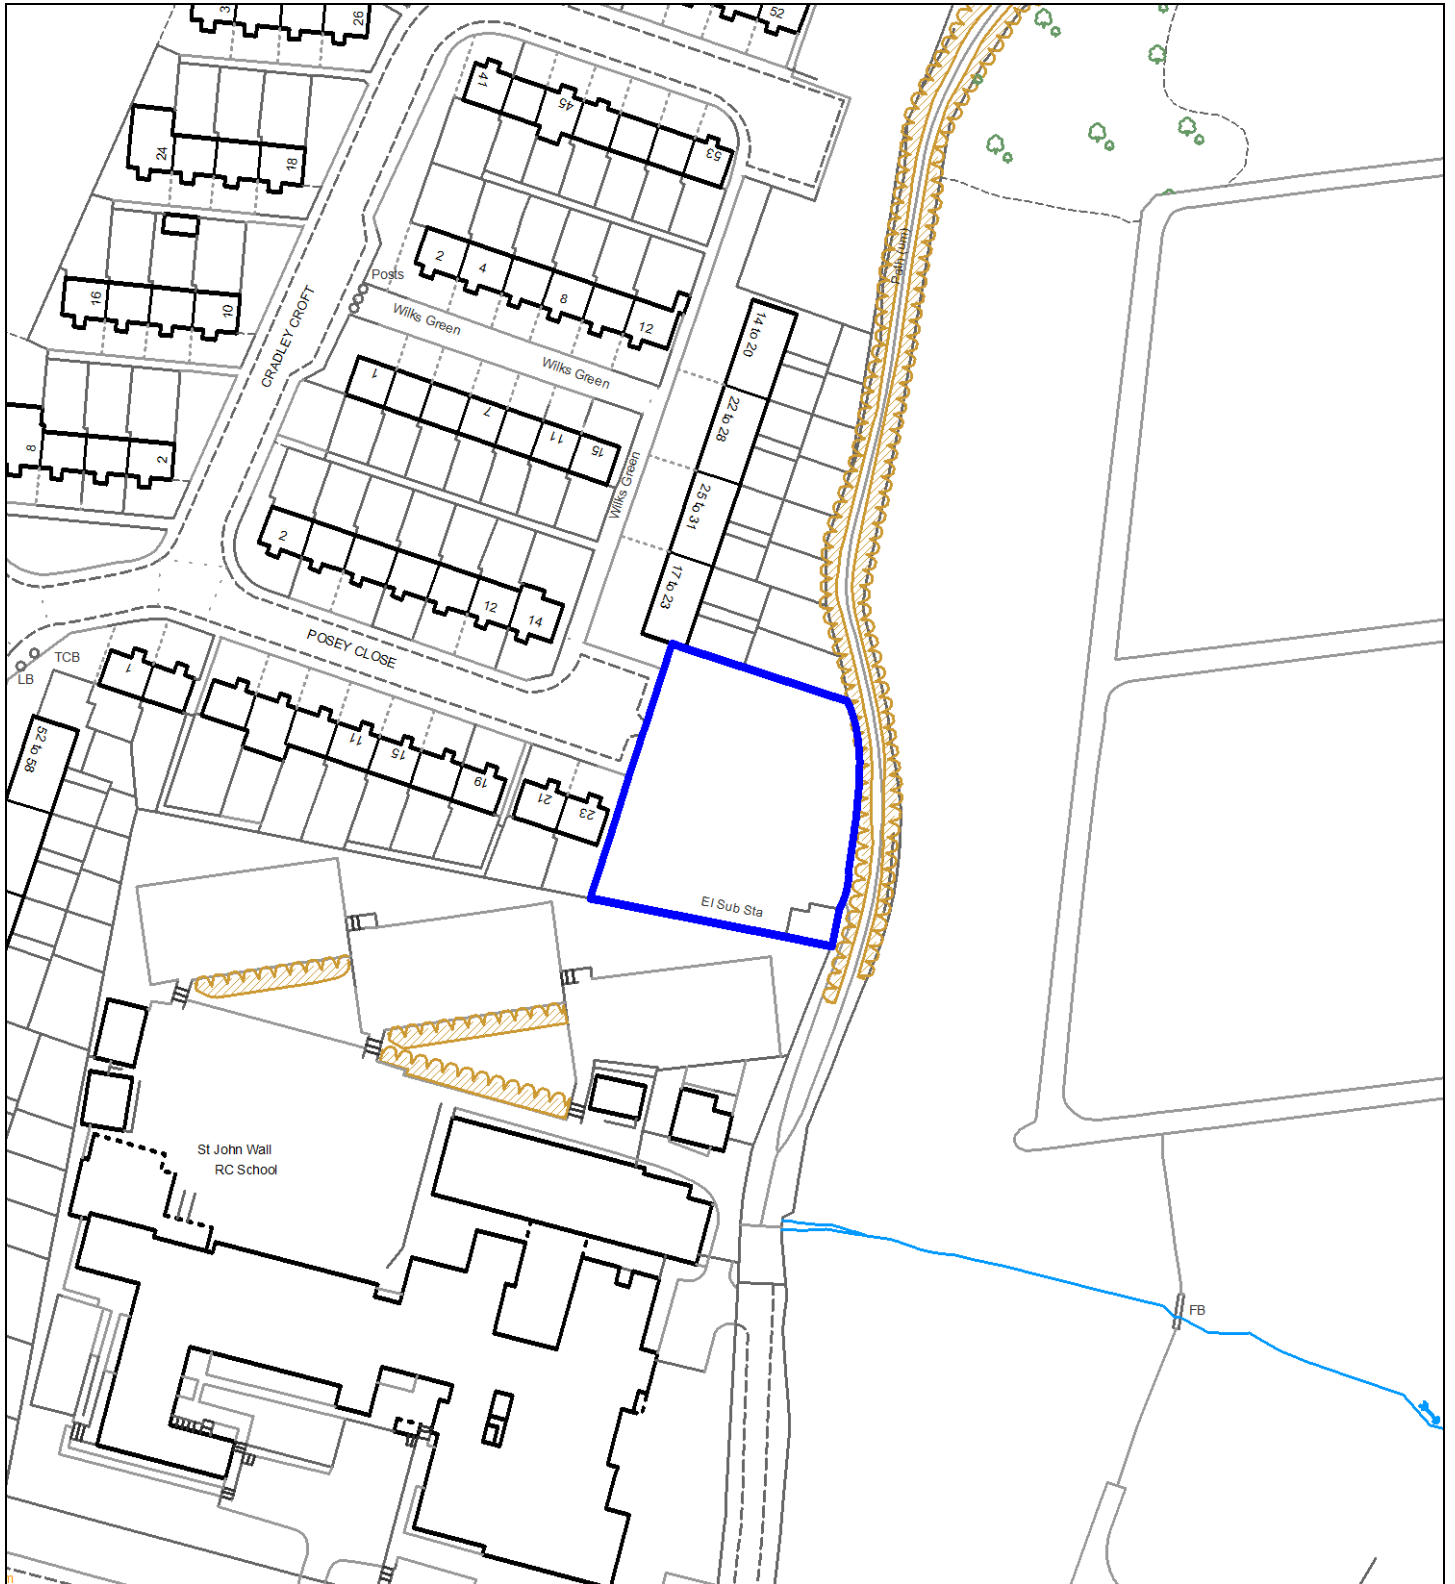 3
26
52
41
45
53
24
18
2
4
8
12
Posts
Wilks Green
Wilks Green
16
10
CRADLEY CROFT
Path (um)
14 to 20
22 to 28
25 to 31
17 to 23
1
7
11
15
Wilks Green
8
2
2
12
14
POSEY CLOSE
TCB
LB
1
11
15
19
21
23
52 to 58
El Sub Sta
St John Wall
RC School
FB